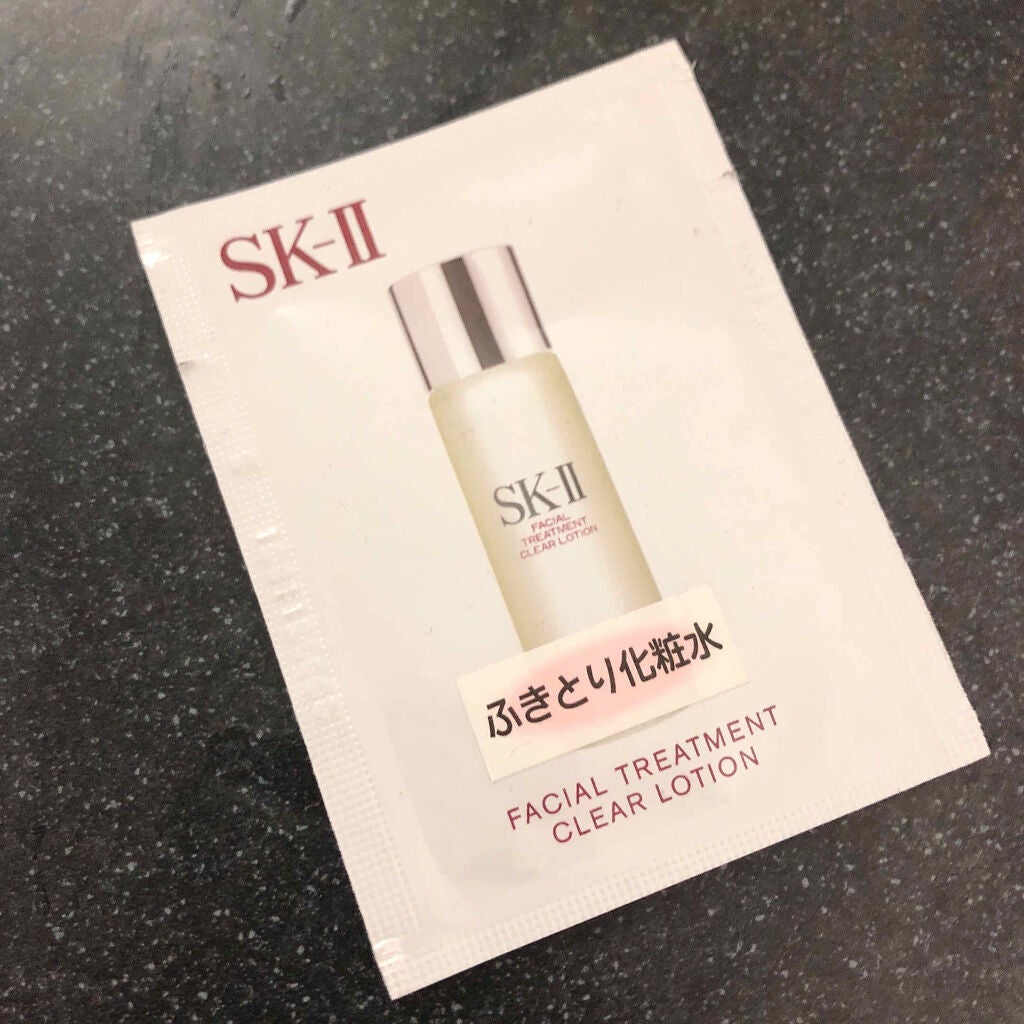 SK-II
SK-II
FACIAL
TREATMENT
CLEAR LOTION
ふきとり化粧水
FACIAL TREATMENT
CLEAR LOTION